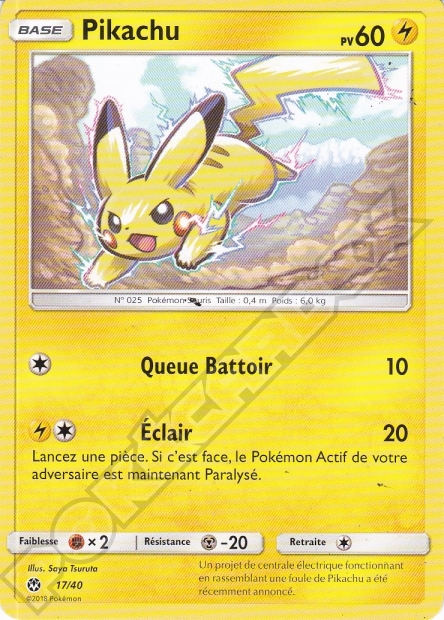 BASE Pikachu PV60
N° 025 Pokémon Souris Taille : 0,4 m Poids : 6,0 kg
Queue Battoir 10
Éclair 20
Lancez une pièce. Si c'est face, le Pokémon Actif de votre
adversaire est maintenant Paralysé.
Faiblesse ×2 Résistance -20 Retraite
Illus. Saya Tsuruta
17/40
©2018 Pokémon
Un projet de centrale électrique fonctionnant
en rassemblant une foule de Pikachu a été
récemment annoncé.